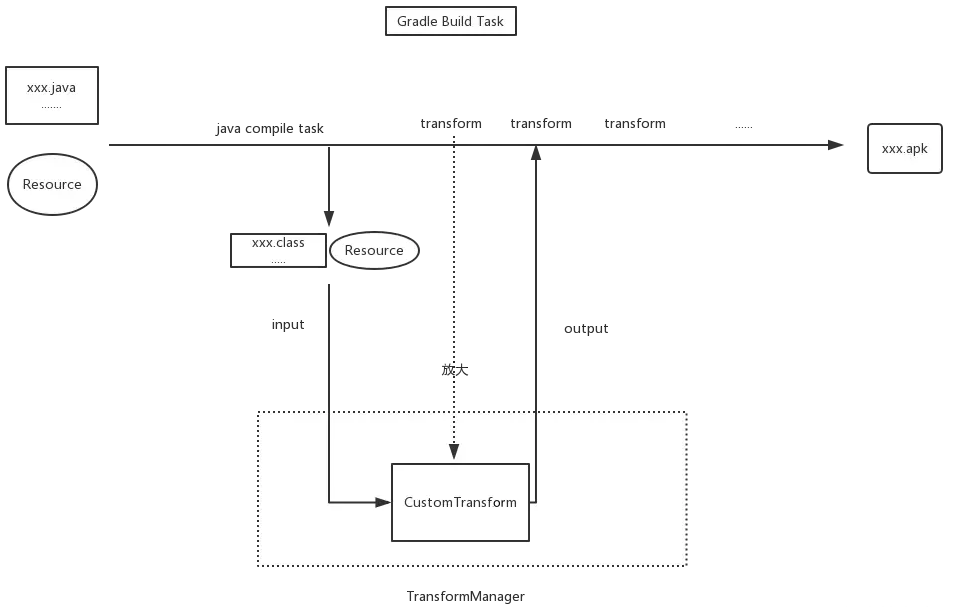 Gradle Build Task
xxx.java
.......
java compile task
transform
transform
transform
......
xxx.apk
Resource
xxx.class
.....
Resource
input
output
放大
CustomTransform
TransformManager